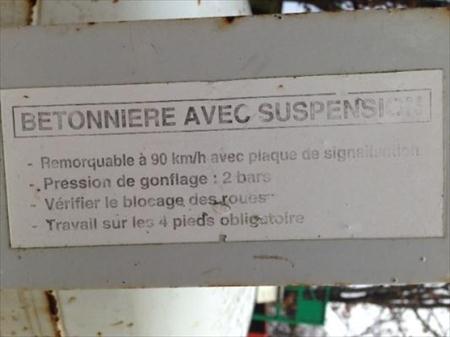 BETONNIERE AVEC SUSPENSION
- Remorquable à 90 km/h avec plaque de signalisation
- Pression de gonflage : 2 bars
- Vérifier le blocage des roues
- Travail sur les 4 pieds obligatoire